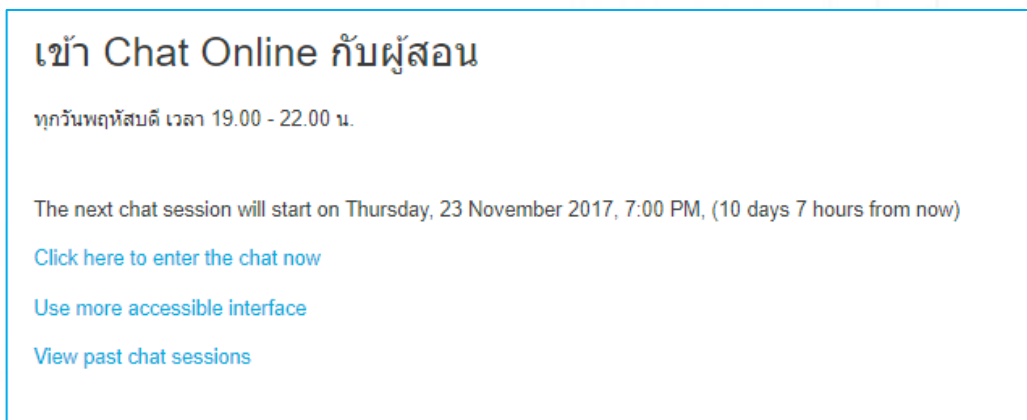 เข้า Chat Online กับผู้สอน
ทุกวันพฤหัสบดี เวลา 19.00 - 22.00 น.
The next chat session will start on Thursday, 23 November 2017, 7:00 PM, (10 days 7 hours from now)
Click here to enter the chat now
Use more accessible interface
View past chat sessions